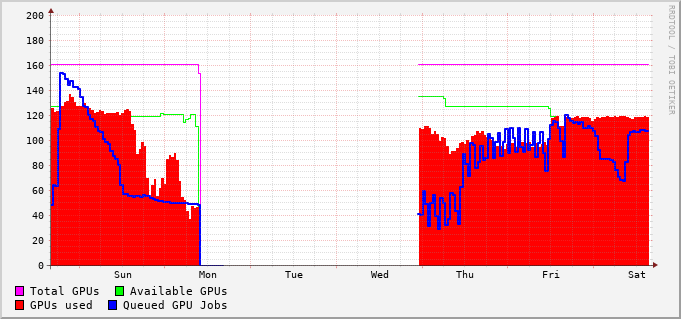 200
180
160
140
120
100
80
60
40
20
0
Sun Mon Tue Wed Thu Fri Sat
Total GPUs Available GPUs
GPUs used Queued GPU Jobs
RRDTOOL / TOBI OETIKER